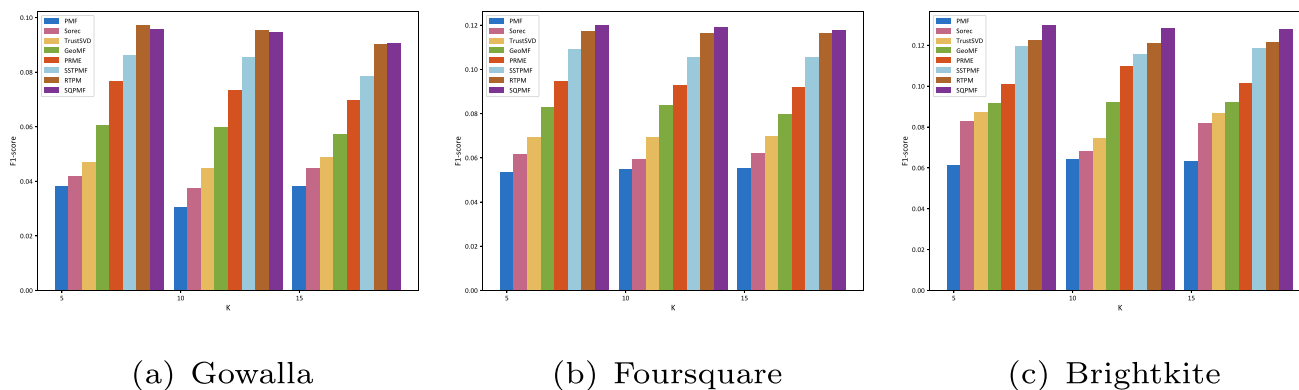 0.10
0.08
0.06
0.04
0.02
0.00
F1-score
PMF
Sorec
TrustSVD
GeoMF
PRME
SSTPMF
RTPM
SQPMF
5
10
15
K
(a) Gowalla
0.12
0.10
0.08
0.06
0.04
0.02
0.00
F1-score
PMF
Sorec
TrustSVD
GeoMF
PRME
SSTPMF
RTPM
SQPMF
5
10
15
K
(b) Foursquare
0.12
0.10
0.08
0.06
0.04
0.02
0.00
F1-score
PMF
Sorec
TrustSVD
GeoMF
PRME
SSTPMF
RTPM
SQPMF
5
10
15
K
(c) Brightkite